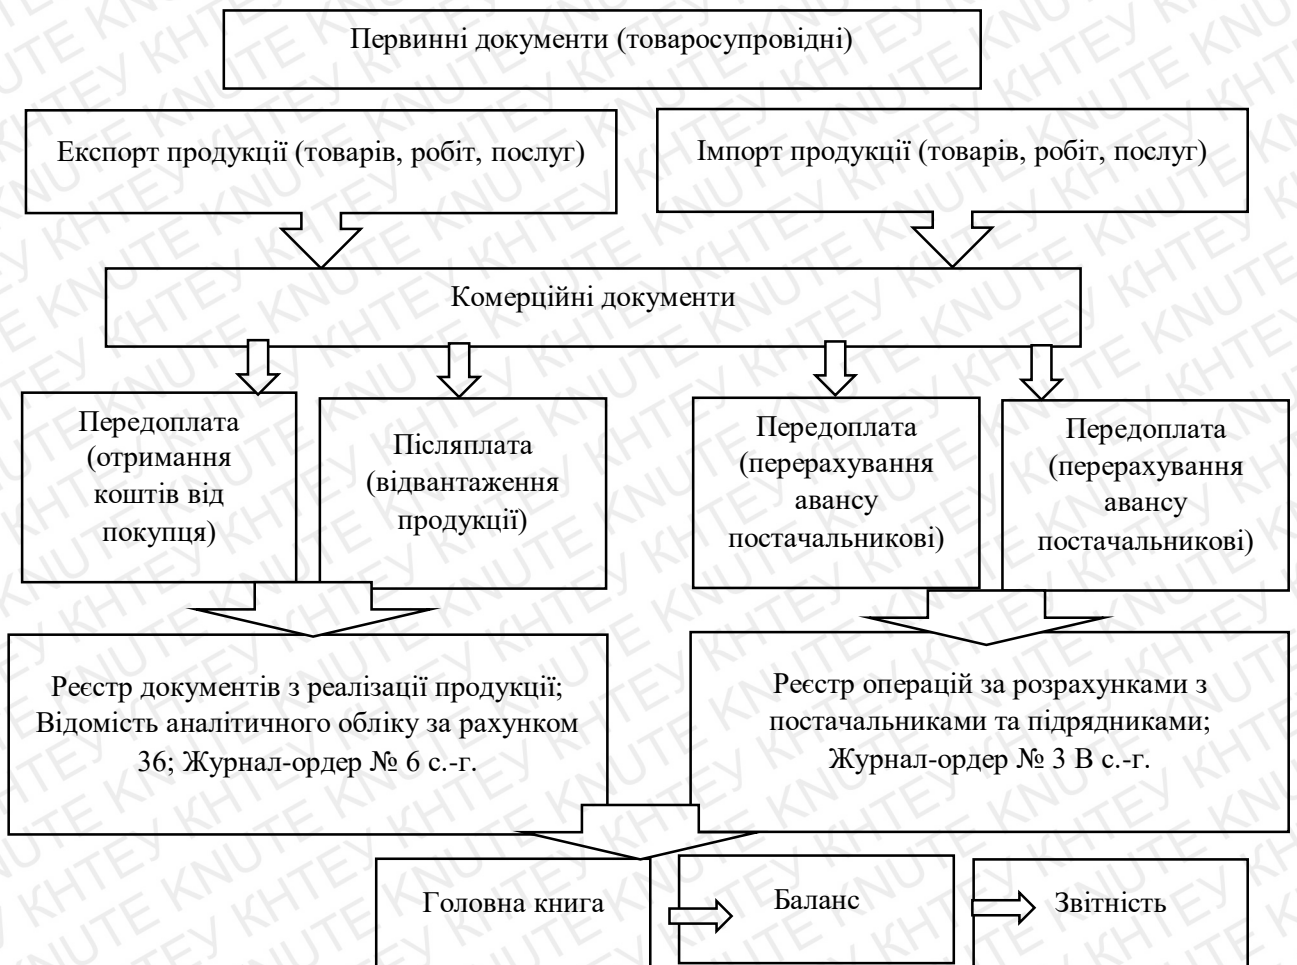 Первинні документи (товаросупровідні)
Експорт продукції (товарів, робіт, послуг)
Імпорт продукції (товарів, робіт, послуг)
Комерційні документи
Передоплата
(отримання
коштів від
покупця)
Післяплата
(відвантаження
продукції)
Передоплата
(перерахування
авансу
постачальникові)
Передоплата
(перерахування
авансу
постачальникові)
Реєстр документів з реалізації продукції;
Відомість аналітичного обліку за рахунком
36; Журнал-ордер № 6 с.-г.
Реєстр операцій за розрахунками з
постачальниками та підрядниками;
Журнал-ордер № 3 В с.-г.
Головна книга
Баланс
Звітність